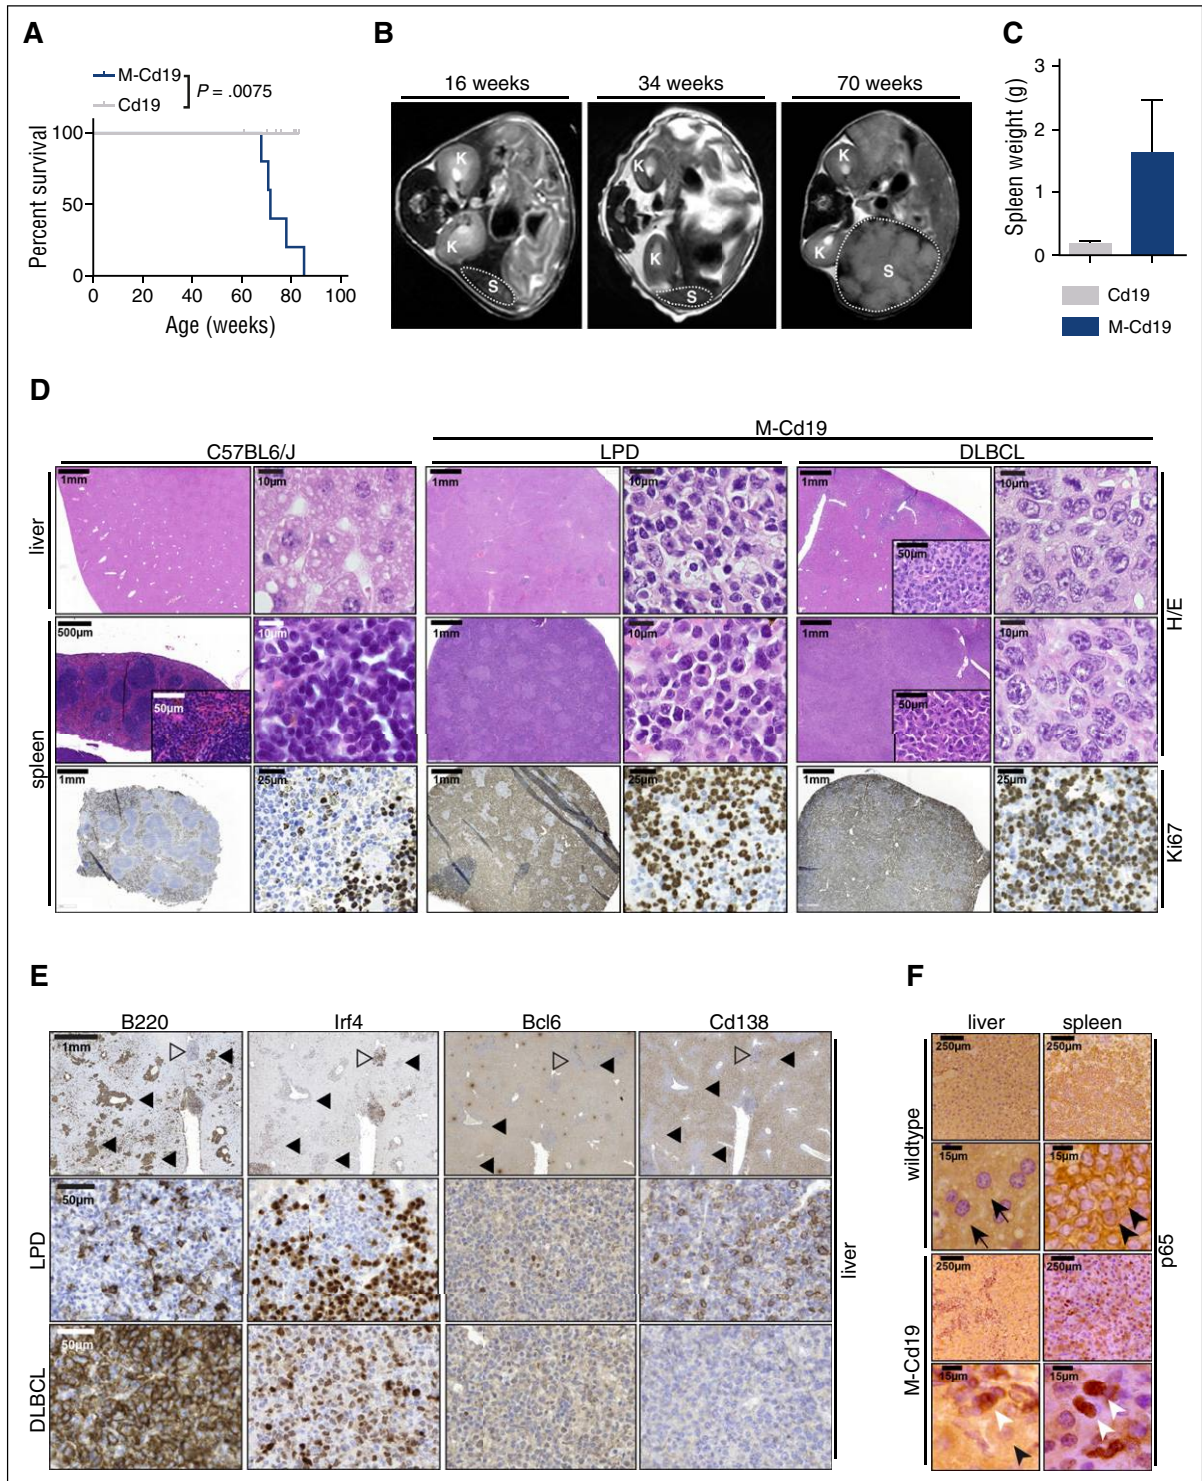 A
M-Cd19
Cd19
P = .0075
Percent survival
100
50
0
0 20 40 60 80 100
Age (weeks)
B
16 weeks 34 weeks 70 weeks
K K S
K K S
K K S
C
Spleen weight (g)
3
2
1
0
Cd19
M-Cd19
D
M-Cd19
C57BL6/J LPD DLBCL
liver
1mm 10µm 1mm 10µm 1mm 50µm 10µm
H/E
spleen
500µm 50µm 10µm 1mm 10µm 1mm 50µm 10µm
1mm 25µm 1mm 25µm 1mm 25µm
Ki67
E
B220 Irf4 Bcl6 Cd138
1mm
LPD
50µm
DLBCL
50µm
liver
F
liver spleen
wildtype
250µm 250µm
15µm 15µm
M-Cd19
250µm 250µm
15µm 15µm
p65